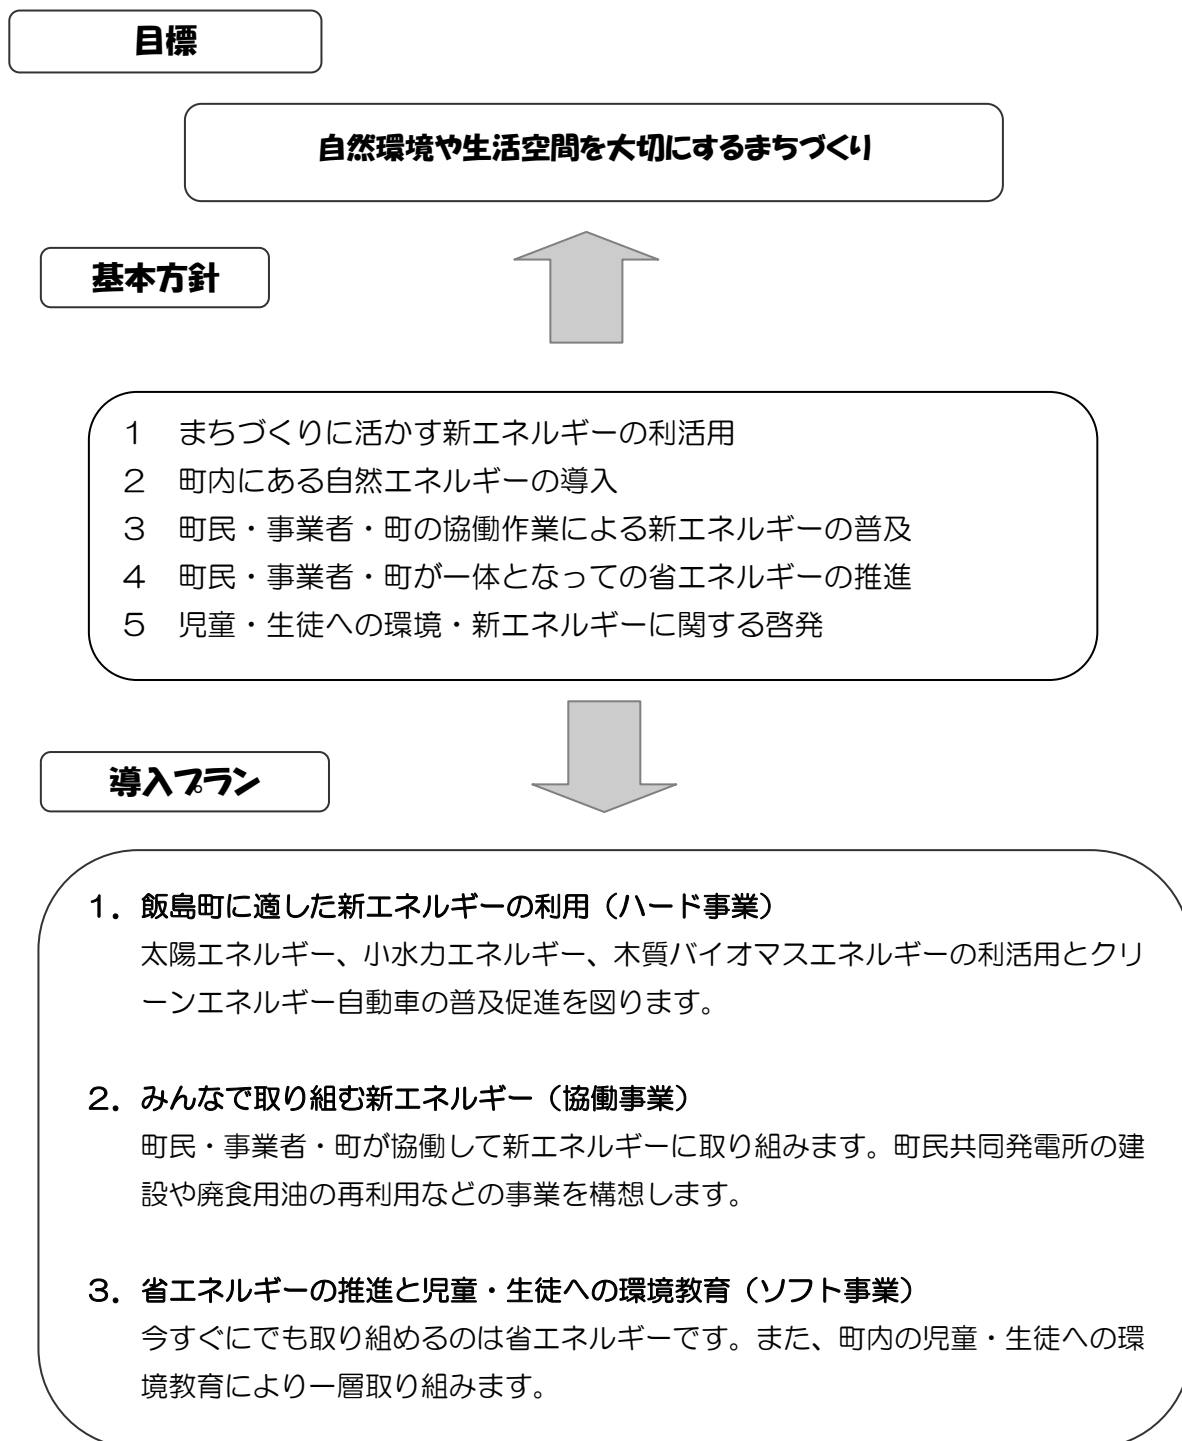 目標
自然環境や生活空間を大切にするまちづくり
基本方針
１　まちづくりに活かす新エネルギーの利活用
２　町内にある自然エネルギーの導入
３　町民・事業者・町の協働作業による新エネルギーの普及
４　町民・事業者・町が一体となっての省エネルギーの推進
５　児童・生徒への環境・新エネルギーに関する啓発
導入プラン
１．飯島町に適した新エネルギーの利用（ハード事業）
太陽エネルギー、小水力エネルギー、木質バイオマスエネルギーの利活用とクリ
ーンエネルギー自動車の普及促進を図ります。
２．みんなで取り組む新エネルギー（協働事業）
町民・事業者・町が協働して新エネルギーに取り組みます。町民共同発電所の建
設や廃食用油の再利用などの事業を構想します。
３．省エネルギーの推進と児童・生徒への環境教育（ソフト事業）
今すぐにでも取り組めるのは省エネルギーです。また、町内の児童・生徒への環
境教育により一層取り組みます。